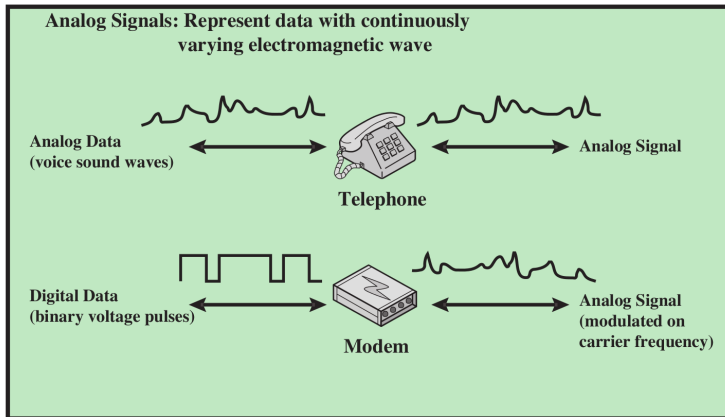 Analog Signals: Represent data with continuously
varying electromagnetic wave
Analog Data
(voice sound waves)
Analog Signal
Telephone
Digital Data
(binary voltage pulses)
Analog Signal
(modulated on
carrier frequency)
Modem